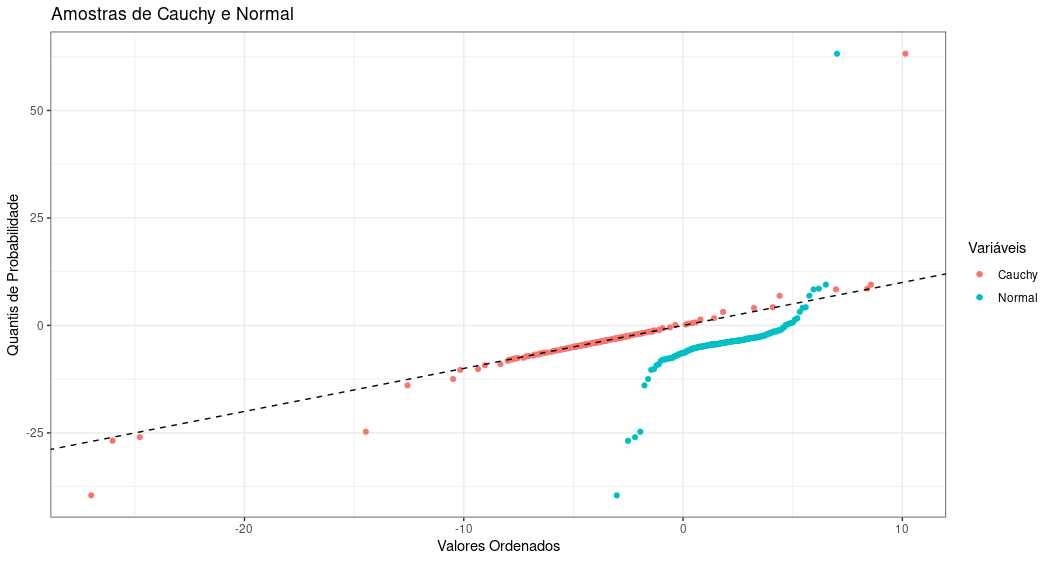 Amostras de Cauchy e Normal
Quantis de Probabilidade
50
25
0
-25
-20
-10
0
10
Valores Ordenados
Variáveis
Cauchy
Normal